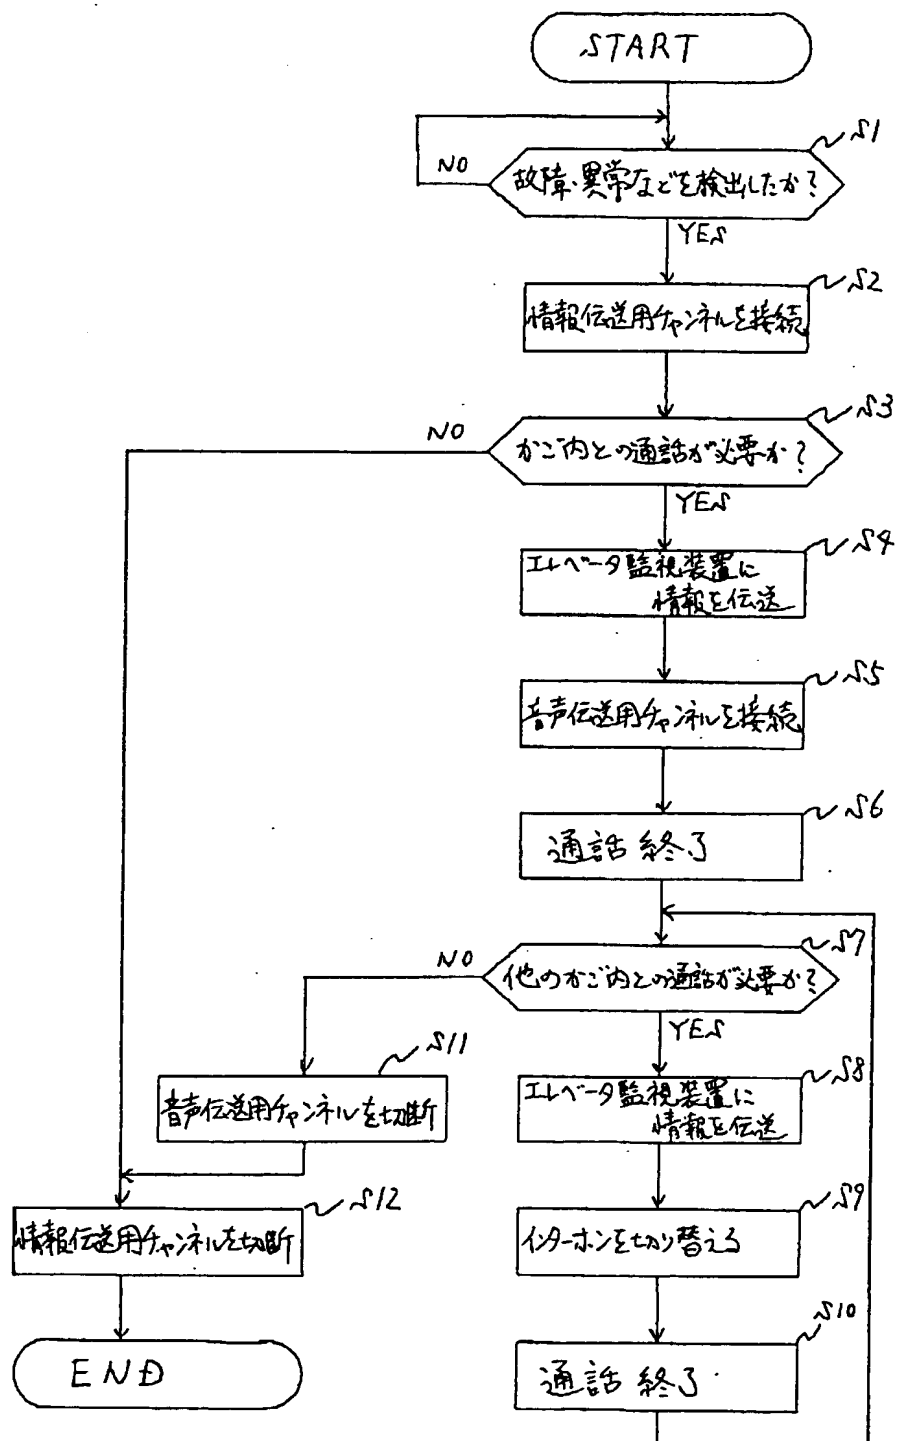 START
S1
NO
故障・異常などを検出したか?
YES
S2
情報伝送用チャンネルを接続
S3
NO
かご内との通話が必要か?
YES
S4
エレベータ監視装置に
情報を伝送
S5
音声伝送用チャンネルを接続
S6
通話終了
S7
NO
他のかご内との通話が必要か?
YES
S11
音声伝送用チャンネルを切断
S8
エレベータ監視装置に
情報を伝送
S12
情報伝送用チャンネルを切断
S9
インターホンを切り替える
S10
END
通話終了